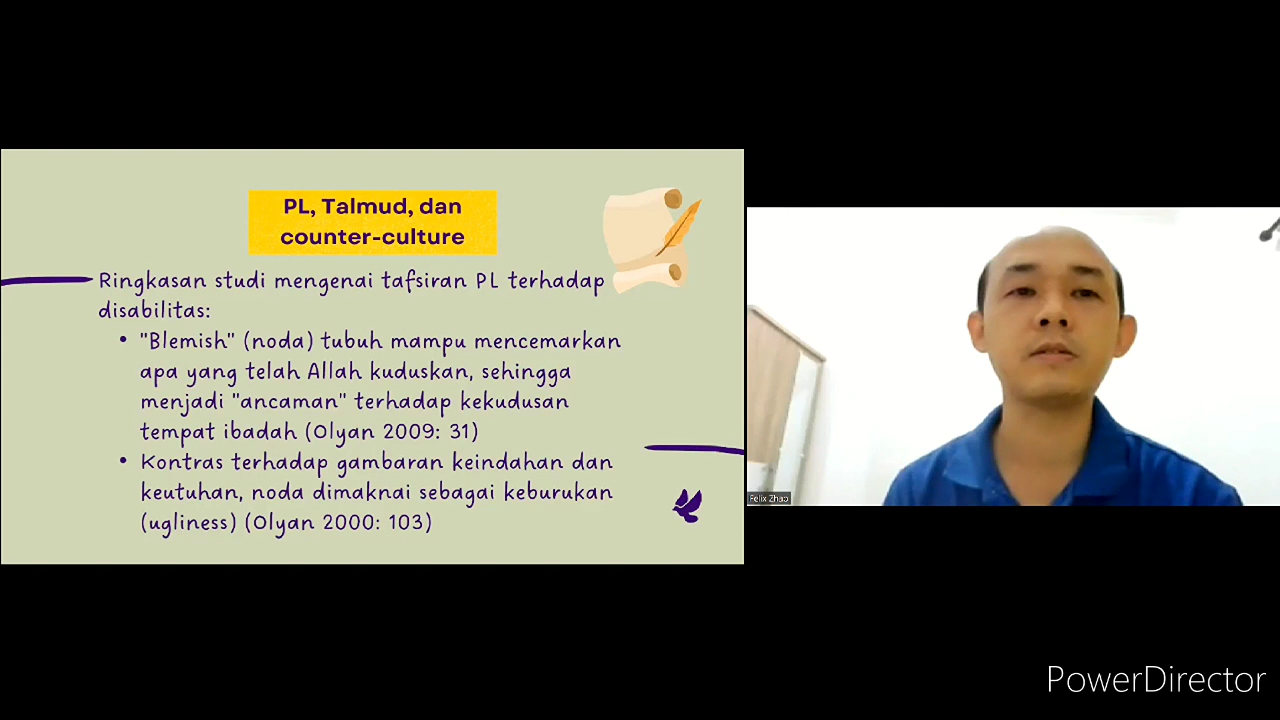 PL, Talmud, dan
counter-culture
Ringkasan studi mengenai tafsiran PL terhadap
disabilitas:
• "Blemish" (noda) tubuh mampu mencemarkan
apa yang telah Allah kuduskan, sehingga
menjadi "ancaman" terhadap kekudusan
tempat ibadah (Olyan 2009: 31)
• Kontras terhadap gambaran keindahan dan
keutuhan, noda dimaknai sebagai keburukan
(ugliness) (Olyan 2000: 103)
Felix Zhao
PowerDirector